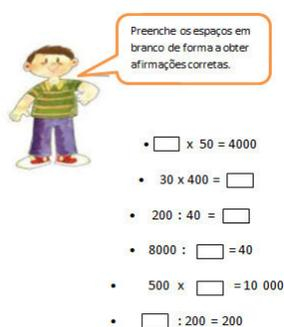 Preenche os espaços em
branco de forma a obter
afirmações corretas.
• x 50 = 4000
• 30 x 400 =
• 200 : 40 =
• 8000 : = 40
• 500 x = 10 000
• : 200 = 200